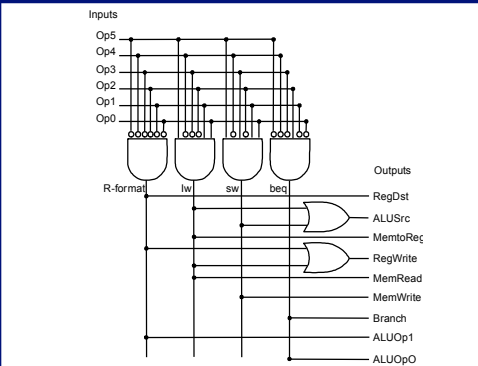 Inputs
Op5
Op4
Op3
Op2
Op1
Op0
R-format lw sw beq
Outputs
RegDst
ALUSrc
MemtoReg
RegWrite
MemRead
MemWrite
Branch
ALUOp1
ALUOpO